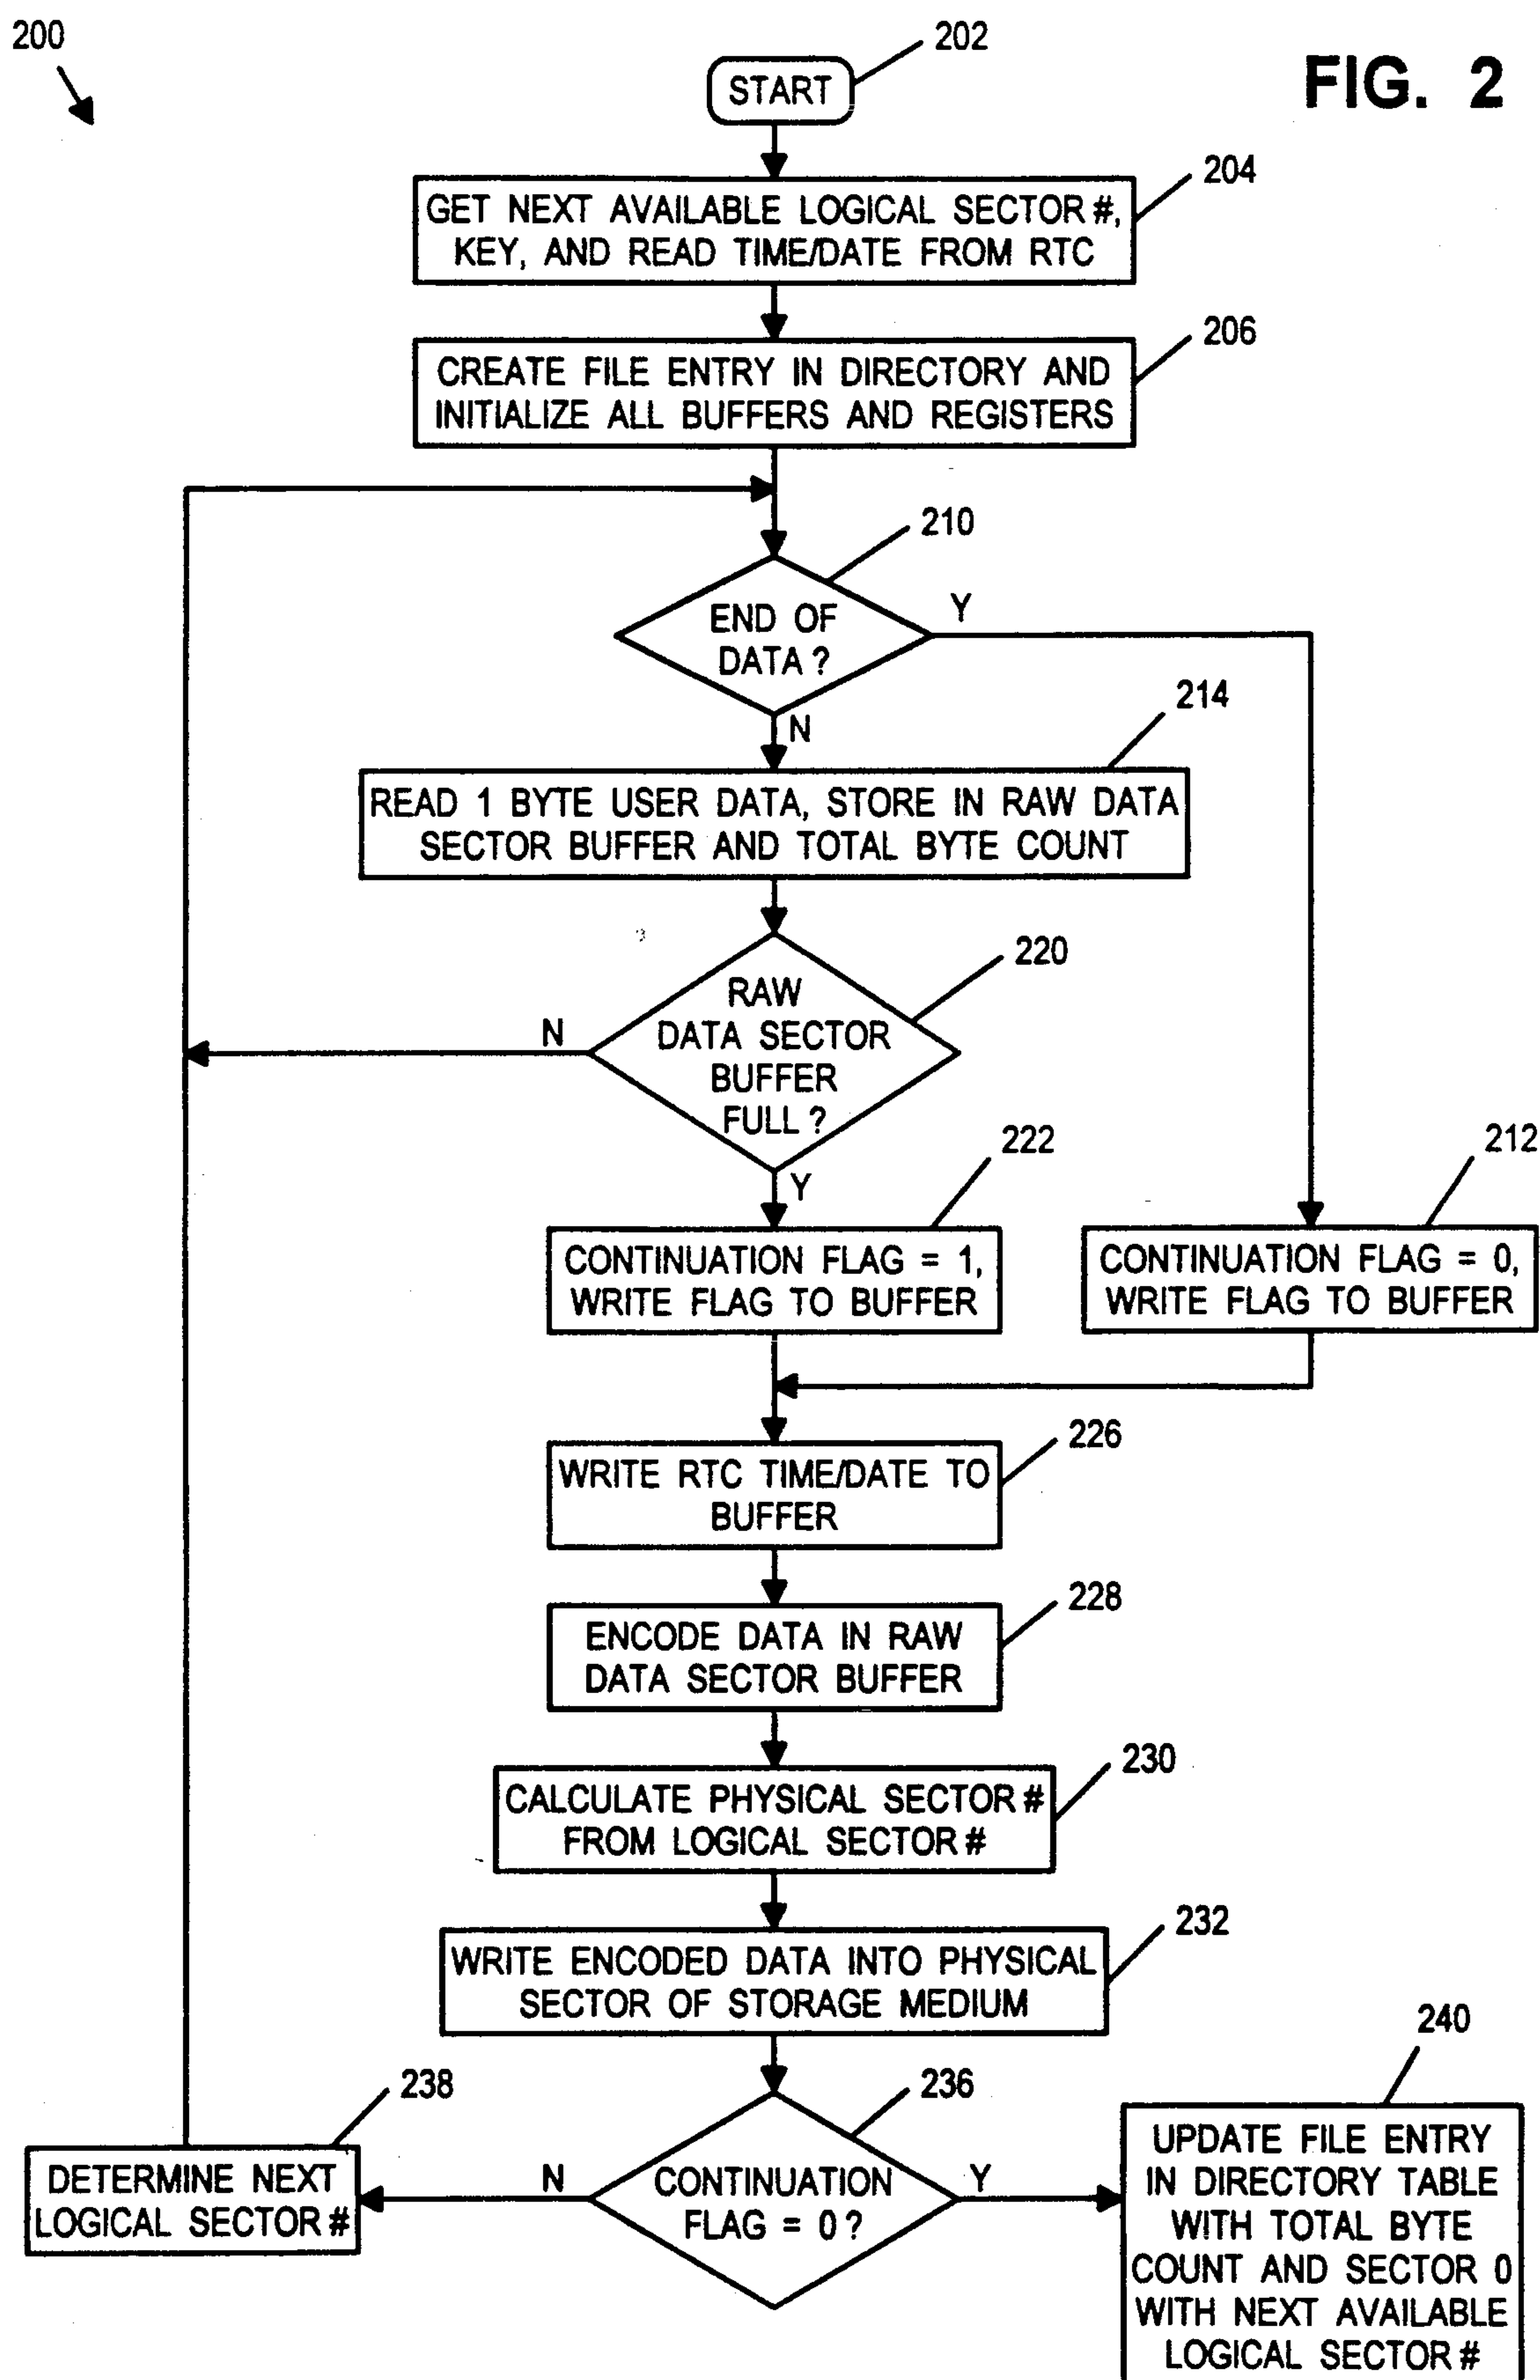 200
202
FIG. 2
START
204
GET NEXT AVAILABLE LOGICAL SECTOR #,
KEY, AND READ TIME/DATE FROM RTC
206
CREATE FILE ENTRY IN DIRECTORY AND
INITIALIZE ALL BUFFERS AND REGISTERS
210
END OF
DATA ?
Y
N
214
READ 1 BYTE USER DATA, STORE IN RAW DATA
SECTOR BUFFER AND TOTAL BYTE COUNT
220
RAW
DATA SECTOR
BUFFER
FULL ?
N
Y
222
212
CONTINUATION FLAG = 1,
WRITE FLAG TO BUFFER
CONTINUATION FLAG = 0,
WRITE FLAG TO BUFFER
226
WRITE RTC TIME/DATE TO
BUFFER
228
ENCODE DATA IN RAW
DATA SECTOR BUFFER
230
CALCULATE PHYSICAL SECTOR #
FROM LOGICAL SECTOR #
232
WRITE ENCODED DATA INTO PHYSICAL
SECTOR OF STORAGE MEDIUM
238
236
240
DETERMINE NEXT
LOGICAL SECTOR #
N
CONTINUATION
FLAG = 0 ?
Y
UPDATE FILE ENTRY
IN DIRECTORY TABLE
WITH TOTAL BYTE
COUNT AND SECTOR 0
WITH NEXT AVAILABLE
LOGICAL SECTOR #